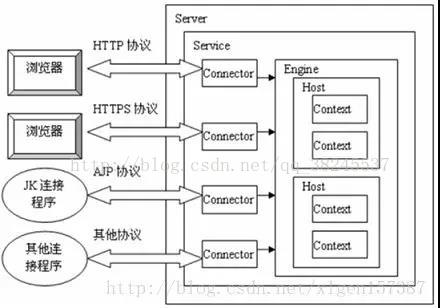 Server
Service
HTTP 协议
浏览器
Connector
Engine
Host
Context
Context
HTTPS 协议
浏览器
Connector
http://blog.csdn.net/qq_38245537
AJP 协议
JK 连接
程序
Connector
Host
Context
Context
其他协议
其他连
接程序
Connector
http://blog.csdn.net/xlgen157387